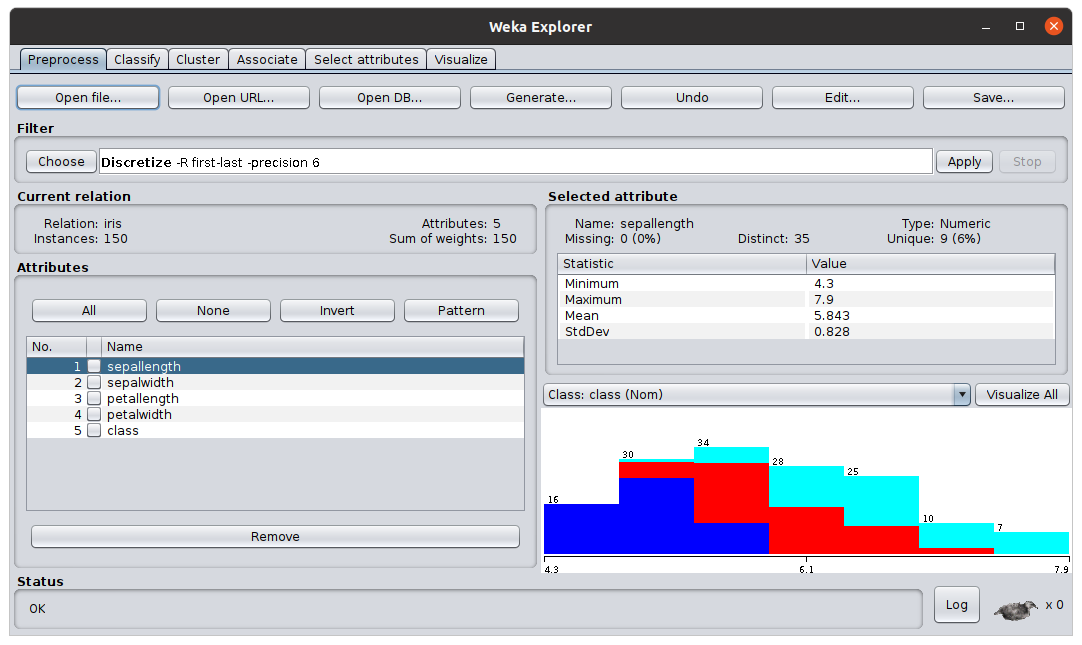 Weka Explorer
Preprocess Classify Cluster Associate Select attributes Visualize
Open file... Open URL... Open DB... Generate... Undo Edit... Save...
Filter
Choose Discretize -R first-last -precision 6 Apply Stop
Current relation
Relation: iris Attributes: 5
Instances: 150 Sum of weights: 150
Attributes
All None Invert Pattern
No. Name
1 sepallength
2 sepalwidth
3 petallength
4 petalwidth
5 class
Remove
Selected attribute
Name: sepallength Type: Numeric
Missing: 0 (0%) Distinct: 35 Unique: 9 (6%)
Statistic Value
Minimum 4.3
Maximum 7.9
Mean 5.843
StdDev 0.828
Class: class (Nom) Visualize All
16 30 34 28 25 10 7
4.3 6.1 7.9
Status
OK Log x 0